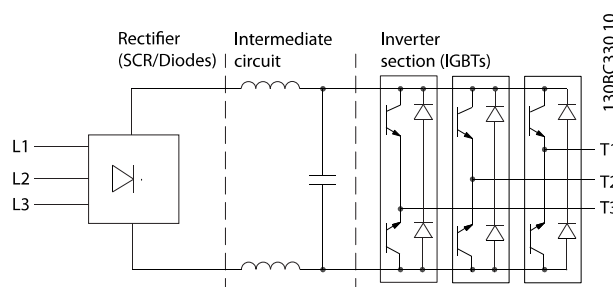 Rectifier
(SCR/Diodes)
Intermediate
circuit
Inverter
section (IGBTs)
130BC330.10
L1
L2
L3
T1
T2
T3